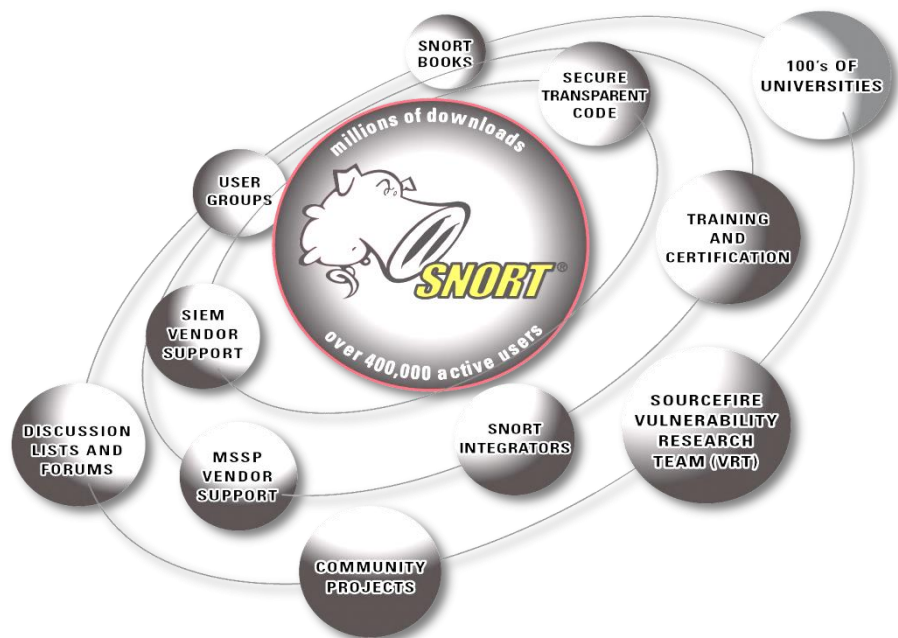 SNORT
BOOKS
SECURE
TRANSPARENT
CODE
100's OF
UNIVERSITIES
millions of downloads
USER
GROUPS
TRAINING
AND
CERTIFICATION
SNORT®
SIEM
VENDOR
SUPPORT
over 400,000 active users
DISCUSSION
LISTS AND
FORUMS
MSSP
VENDOR
SUPPORT
SNORT
INTEGRATORS
SOURCEFIRE
VULNERABILITY
RESEARCH
TEAM (VRT)
COMMUNITY
PROJECTS